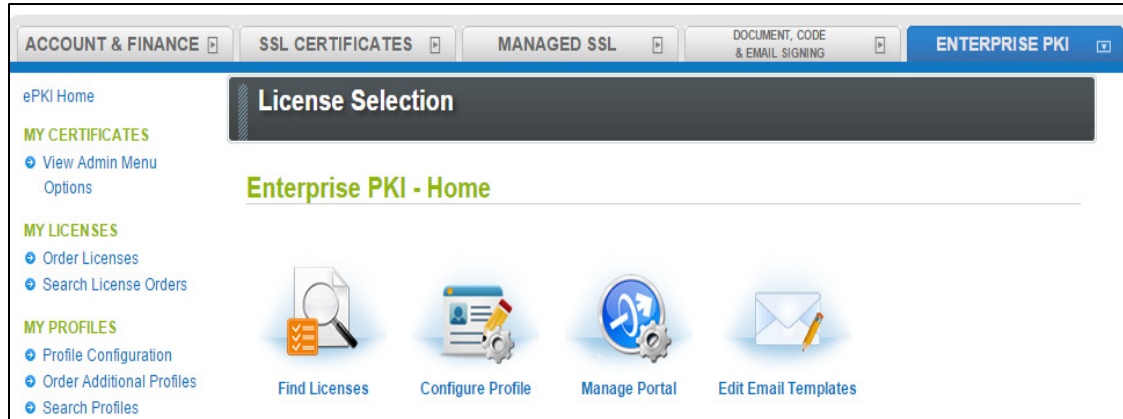 ACCOUNT & FINANCE
SSL CERTIFICATES
MANAGED SSL
DOCUMENT, CODE
& EMAIL SIGNING
ENTERPRISE PKI
ePKI Home
MY CERTIFICATES
View Admin Menu
Options
MY LICENSES
Order Licenses
Search License Orders
MY PROFILES
Profile Configuration
Order Additional Profiles
Search Profiles
License Selection
Enterprise PKI - Home
Find Licenses
Configure Profile
Manage Portal
Edit Email Templates